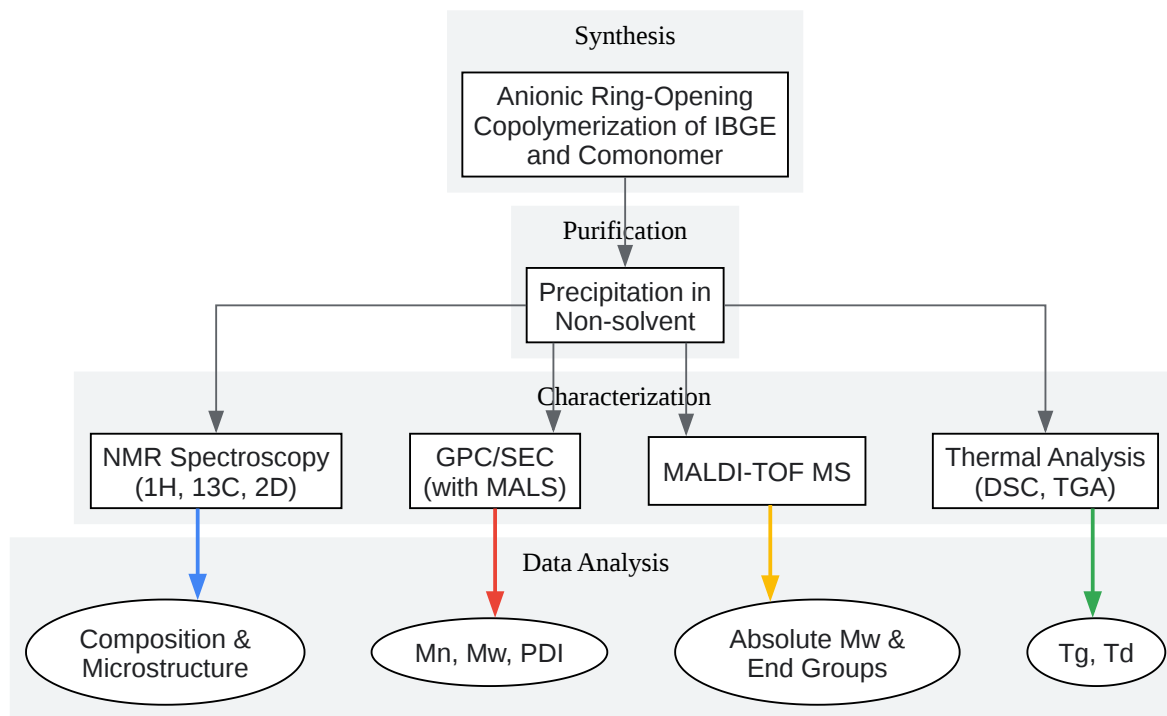 Synthesis
Anionic Ring-Opening
Copolymerization of IBGE
and Comonomer
Purification
Precipitation in
Non-solvent
Characterization
NMR Spectroscopy
(1H, 13C, 2D)
GPC/SEC
(with MALS)
MALDI-TOF MS
Thermal Analysis
(DSC, TGA)
Data Analysis
Composition &
Microstructure
Mn, Mw, PDI
Absolute Mw &
End Groups
Tg, Td